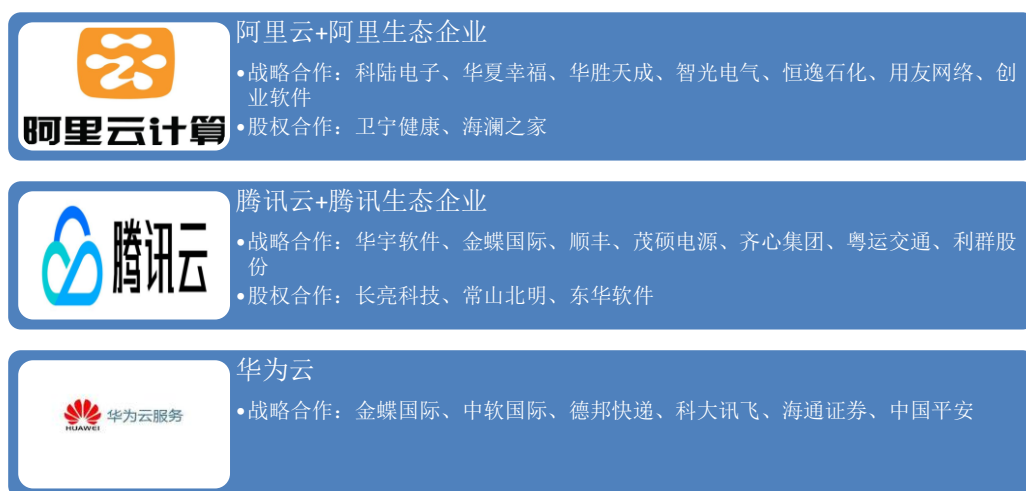 阿里云计算
阿里云+阿里生态企业
•战略合作：科陆电子、华夏幸福、华胜天成、智光电气、恒逸石化、用友网络、创
业软件
•股权合作：卫宁健康、海澜之家
腾讯云
腾讯云+腾讯生态企业
•战略合作：华宇软件、金蝶国际、顺丰、茂硕电源、齐心集团、粤运交通、利群股
份
•股权合作：长亮科技、常山北明、东华软件
HUAWEI
华为云服务
华为云
•战略合作：金蝶国际、中软国际、德邦快递、科大讯飞、海通证券、中国平安